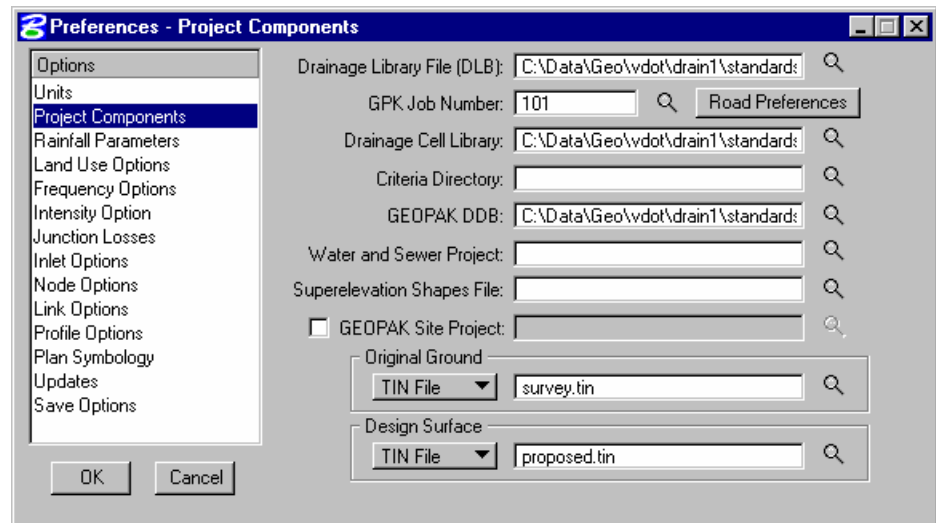 Preferences - Project Components
Options
Units
Project Components
Rainfall Parameters
Land Use Options
Frequency Options
Intensity Option
Junction Losses
Inlet Options
Node Options
Link Options
Profile Options
Plan Symbology
Updates
Save Options
OK
Cancel
Drainage Library File (DLB): C:\Data\Geo\vdot\drain1\standards
GPK Job Number: 101 Road Preferences
Drainage Cell Library: C:\Data\Geo\vdot\drain1\standards
Criteria Directory:
GEOPAK DDB: C:\Data\Geo\vdot\drain1\standards
Water and Sewer Project:
Superelevation Shapes File:
GEOPAK Site Project:
Original Ground
TIN File survey.tin
Design Surface
TIN File proposed.tin